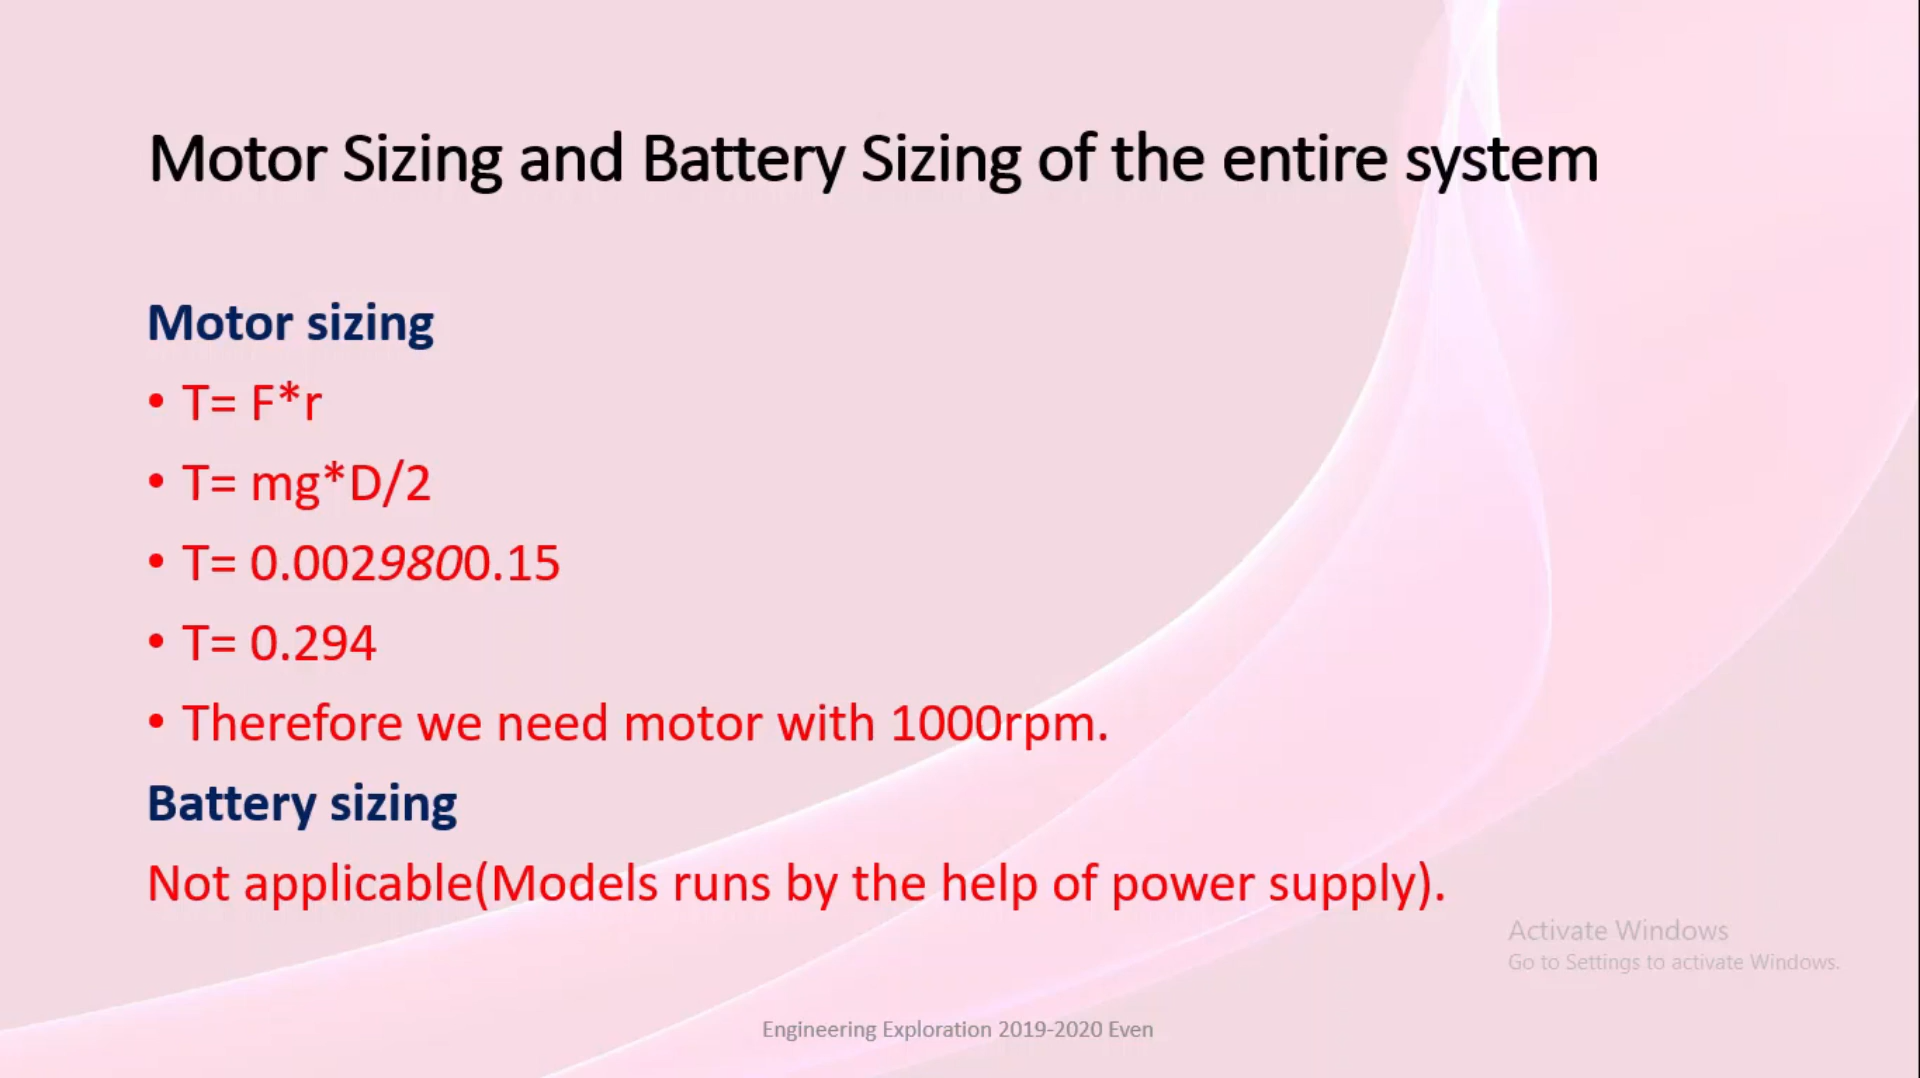 Motor Sizing and Battery Sizing of the entire system
Motor sizing
• T= F*r
• T= mg*D/2
• T= 0.0029800.15
• T= 0.294
• Therefore we need motor with 1000rpm.
Battery sizing
Not applicable(Models runs by the help of power supply).
Activate Windows
Go to Settings to activate Windows.
Engineering Exploration 2019-2020 Even